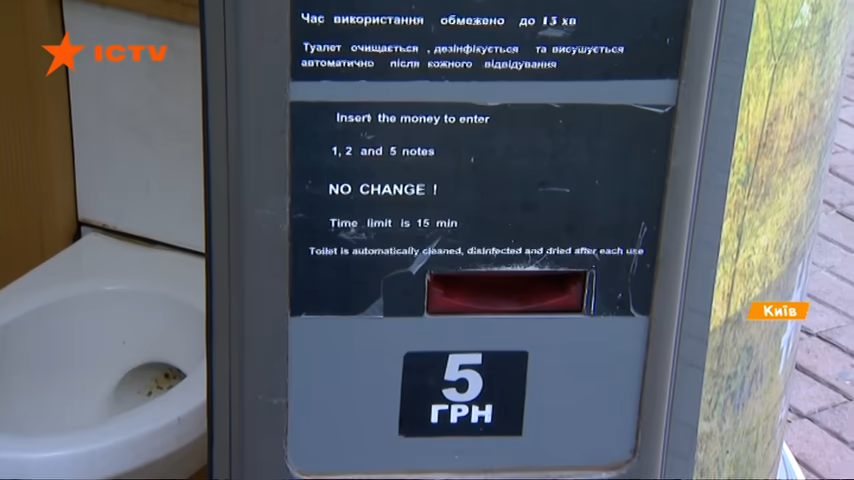 Час використання обмежено до 15 хв
Туалет очищається , дезінфікується та висушується
автоматично після кожного відвідування
ICTV
Insert the money to enter
1, 2 and 5 notes
NO CHANGE !
Time limit is 15 min
Toilet is automatically cleaned, disinfected and dried after each use
Київ
5
ГРН